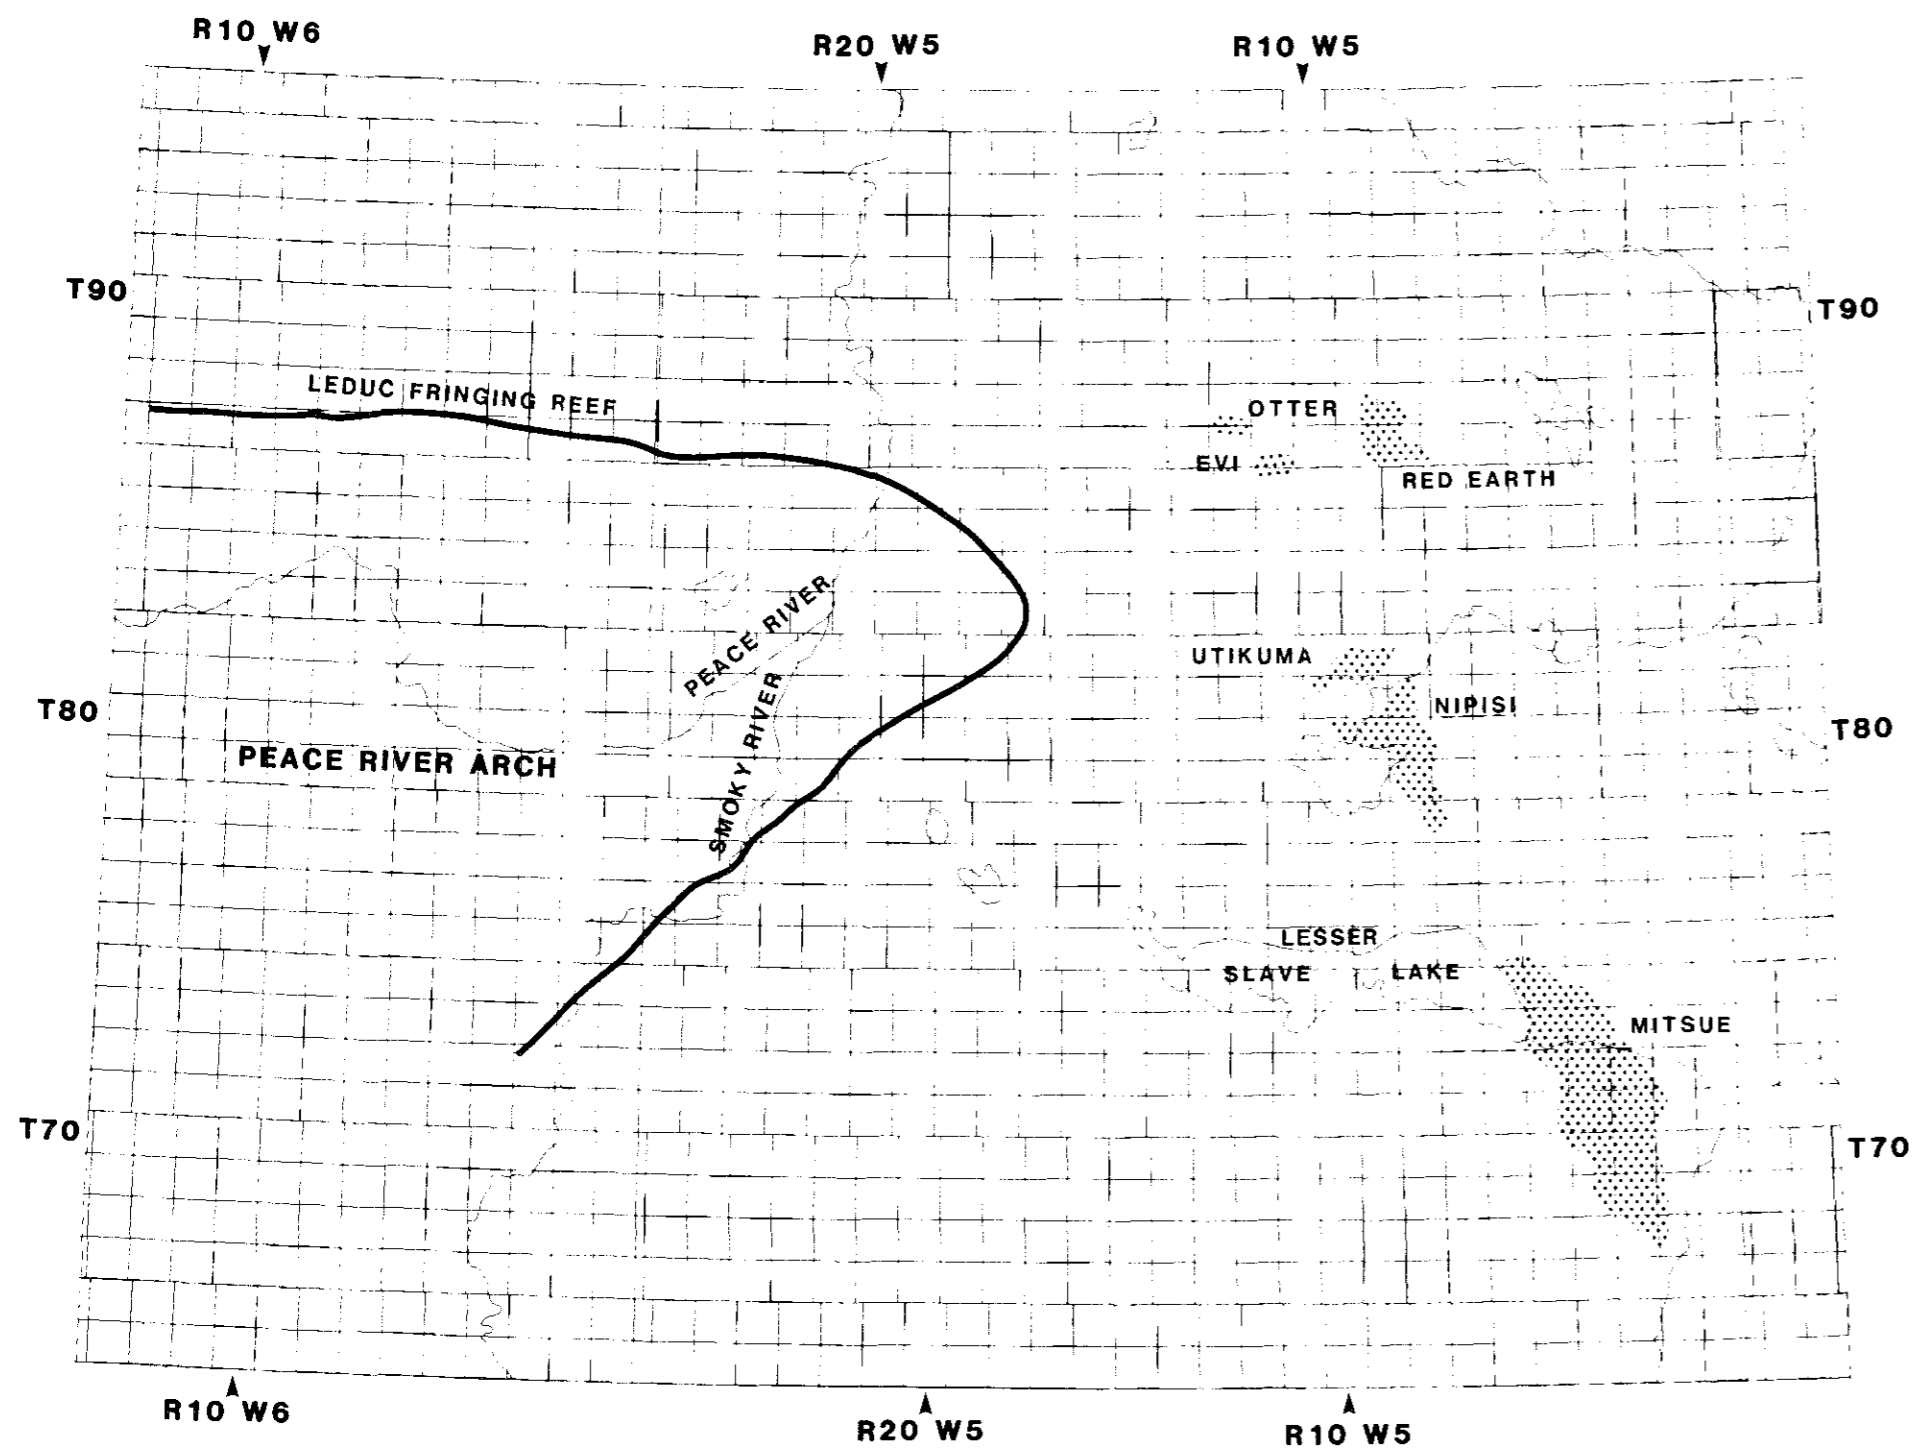 R10 W6
R20 W5
R10 W5
T90
T90
LEDUC FRINGING REEF
OTTER
EVI
RED EARTH
PEACE RIVER
UTIKUMA
NIPISI
T80
T80
PEACE RIVER ARCH
SMOKY RIVER
LESSER
SLAVE LAKE
MITSUE
T70
T70
R10 W6
R20 W5
R10 W5